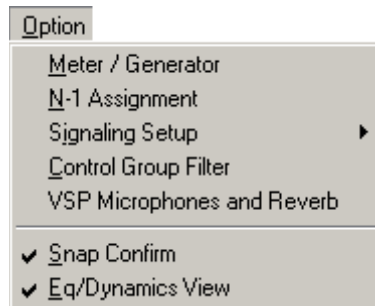 Option
Meter / Generator
N-1 Assignment
Signaling Setup
Control Group Filter
VSP Microphones and Reverb
Snap Confirm
Eq/Dynamics View